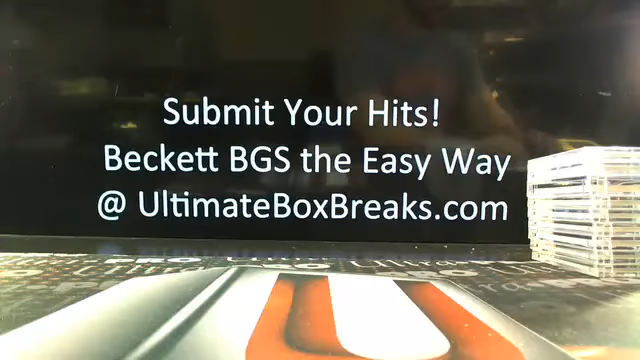 Submit Your Hits!
Beckett BGS the Easy Way
@ UltimateBoxBreaks.com
U